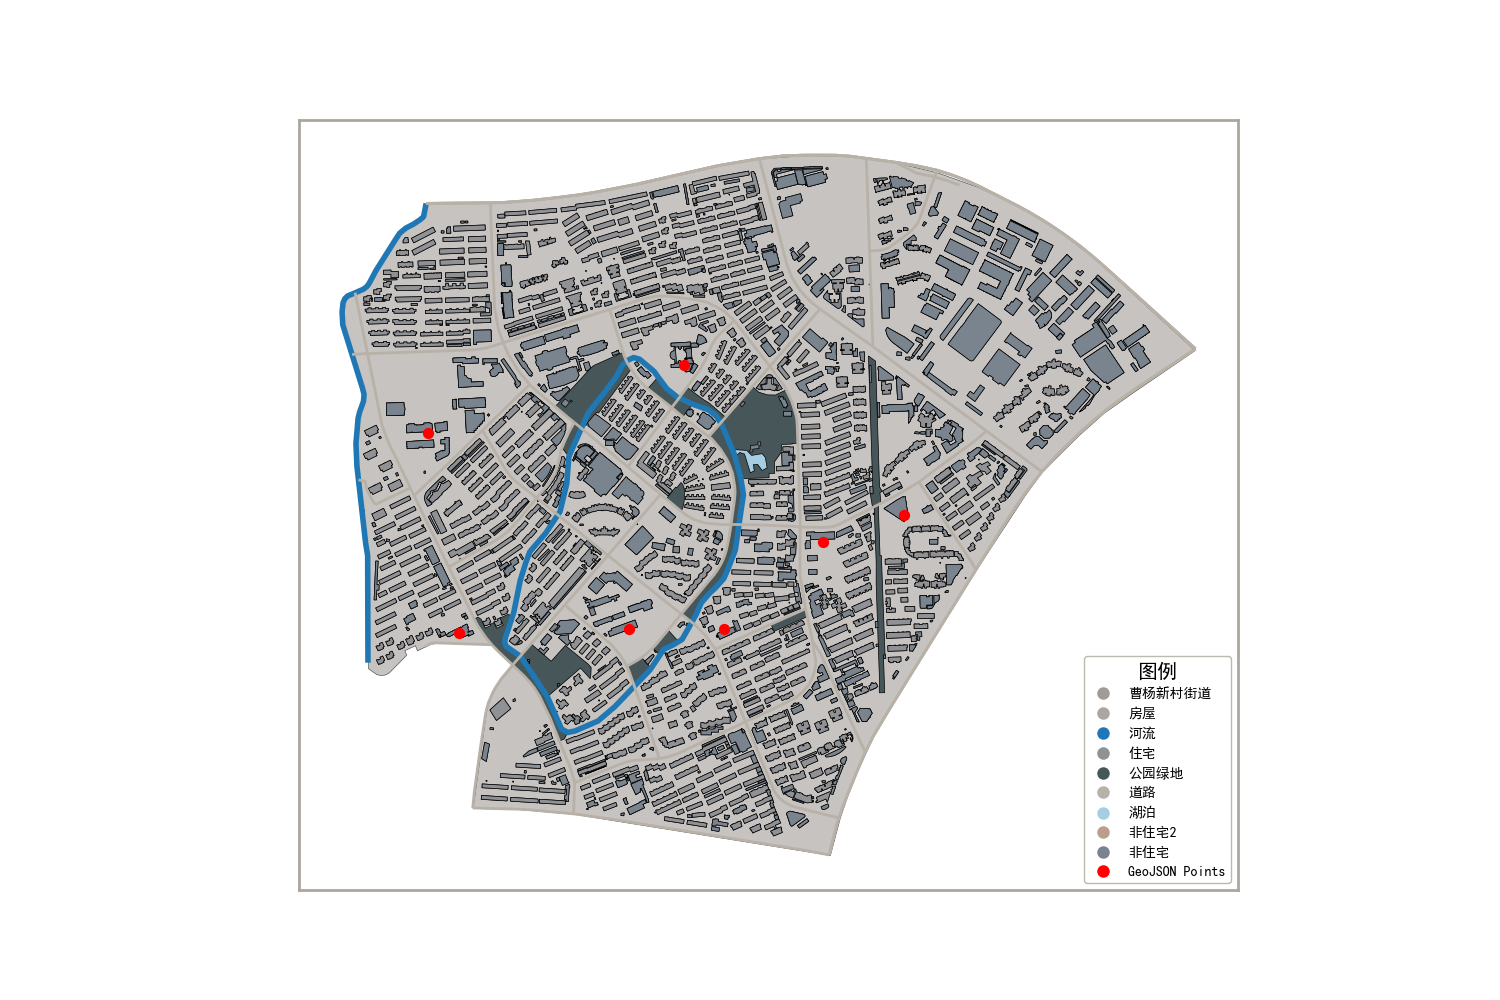 图例
曹杨新村街道
房屋
河流
住宅
公园绿地
道路
湖泊
非住宅2
非住宅
GeoJSON Points